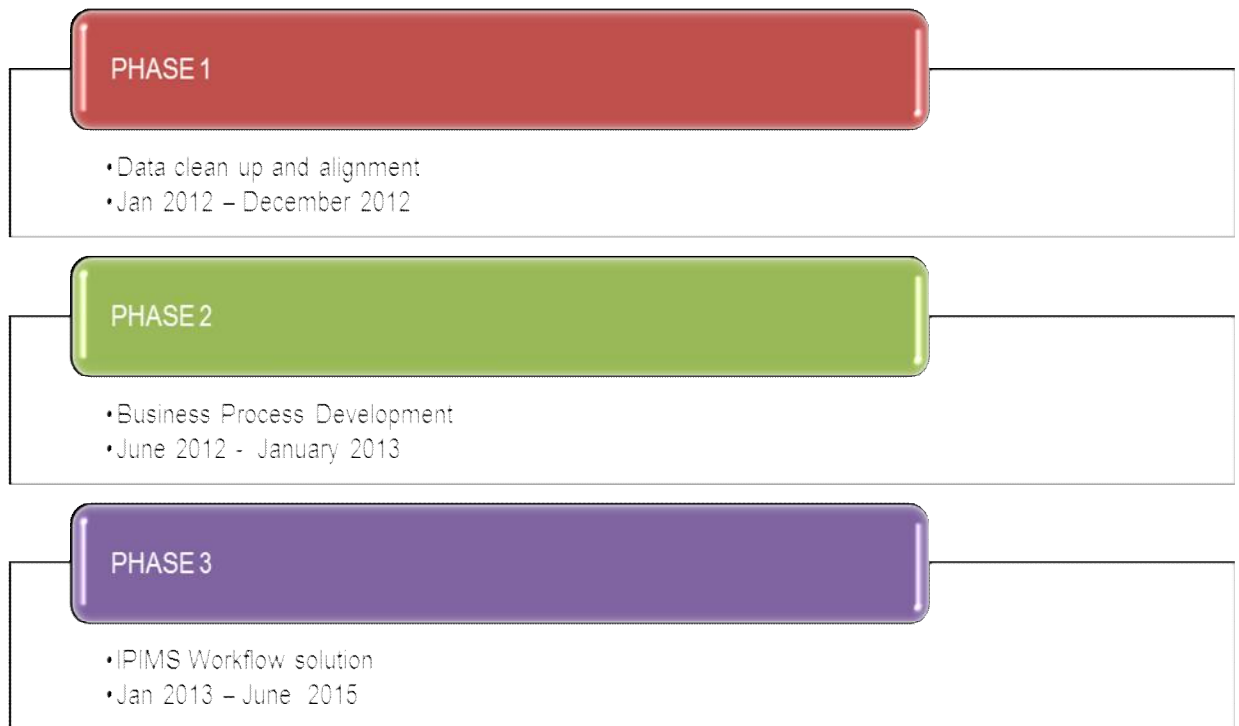 PHASE 1
•Data clean up and alignment
•Jan 2012 – December 2012
PHASE 2
•Business Process Development
•June 2012 - January 2013
PHASE 3
•IPIMS Workflow solution
•Jan 2013 – June 2015